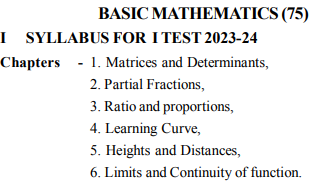 BASIC MATHEMATICS (75)
I SYLLABUS FOR I TEST 2023-24
Chapters - 1. Matrices and Determinants,
2. Partial Fractions,
3. Ratio and proportions,
4. Learning Curve,
5. Heights and Distances,
6. Limits and Continuity of function.